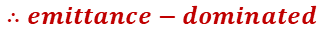 ∴ emittance − dominated